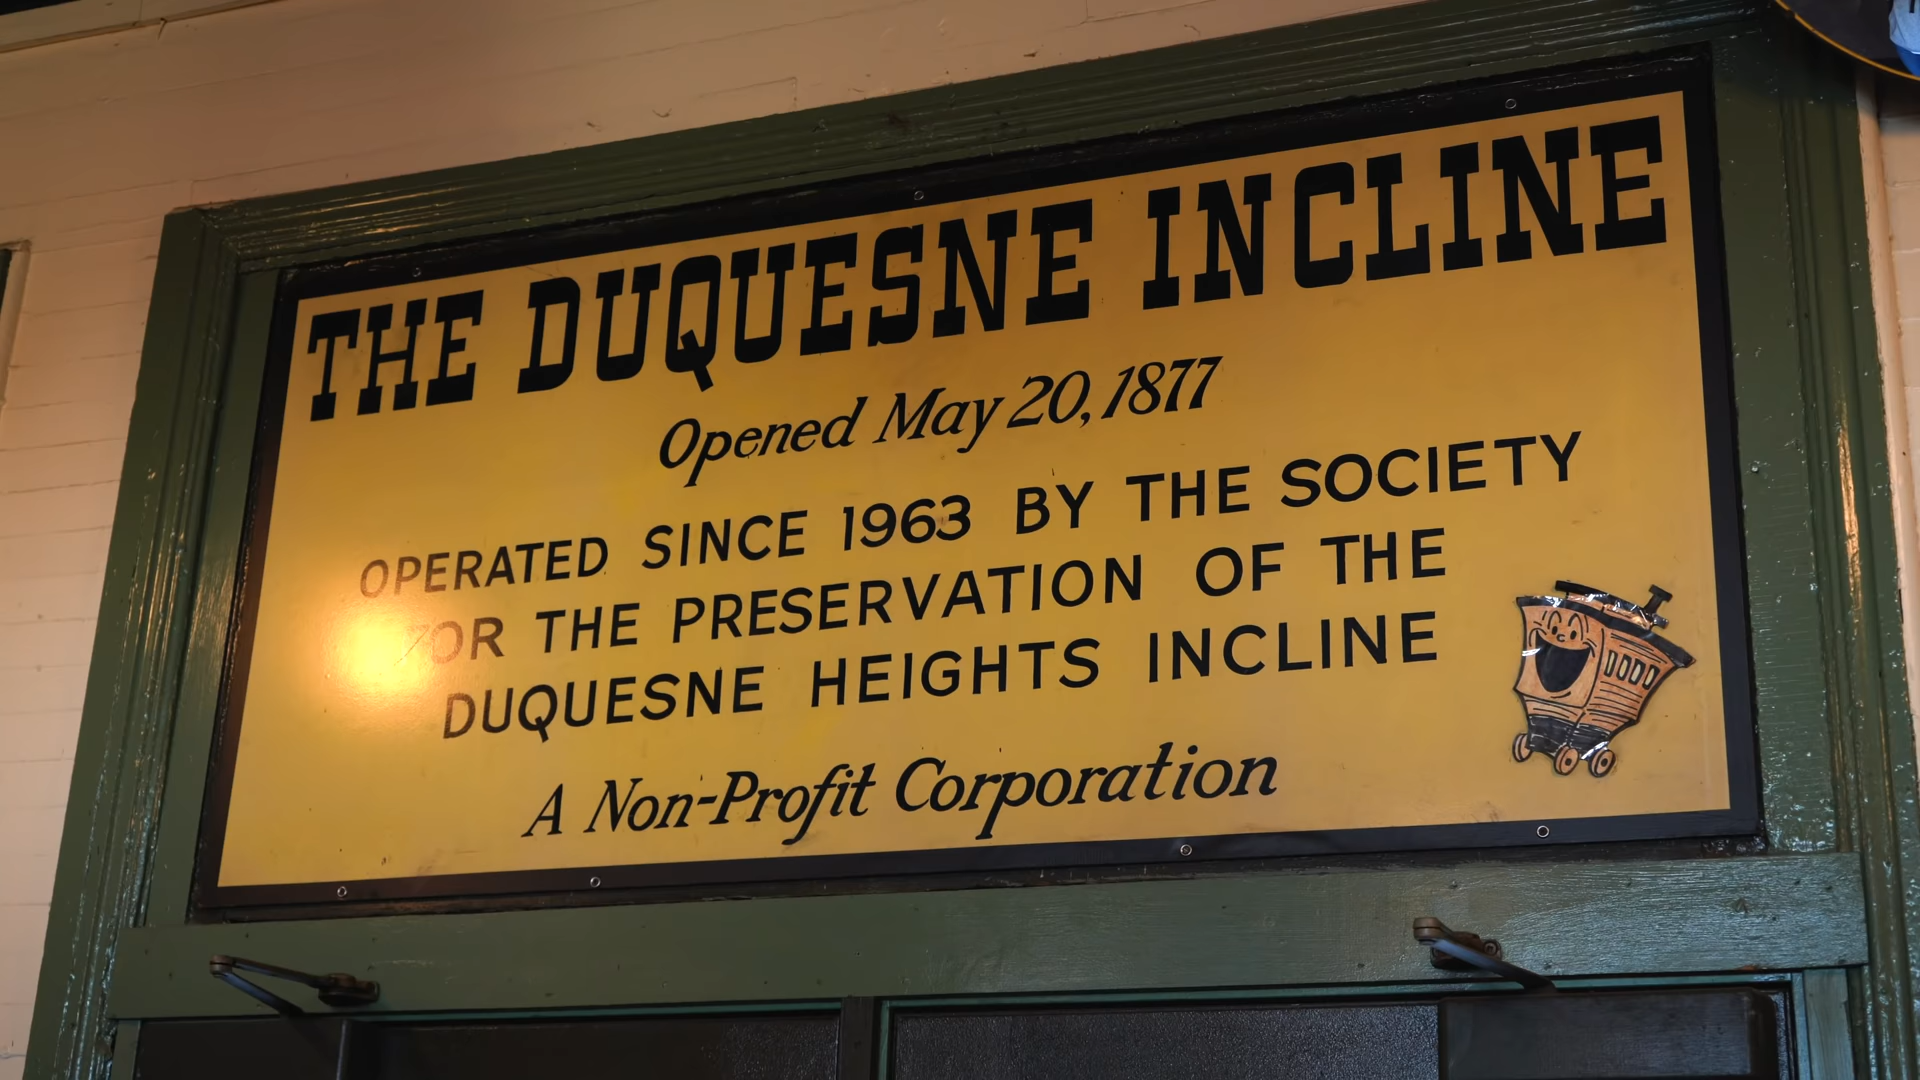 THE DUQUESNE INCLINE
Opened May 20, 1877
OPERATED SINCE 1963 BY THE SOCIETY
FOR THE PRESERVATION OF THE
DUQUESNE HEIGHTS INCLINE
A Non-Profit Corporation